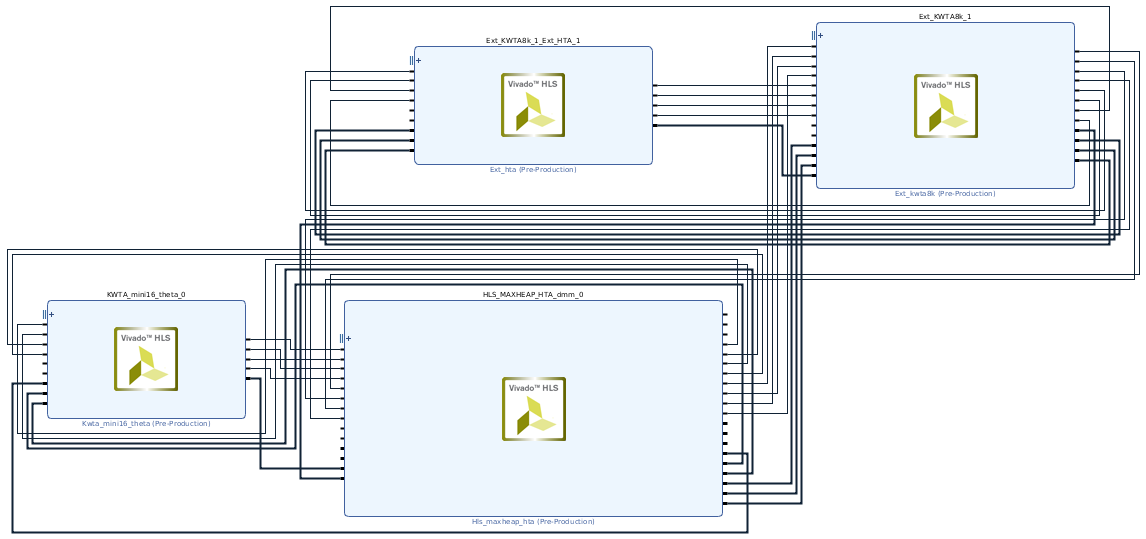 Ext_KWTA8k_1
Ext_KWTA8k_1_Ext_HTA_1
+
+
Vivado™ HLS
Vivado™ HLS
Ext_hta (Pre-Production)
Ext_kwta8k (Pre-Production)
KWTA_mini16_theta_0
HLS_MAXHEAP_HTA_dmm_0
+
+
Vivado™ HLS
Vivado™ HLS
Kwta_mini16_theta (Pre-Production)
Hls_maxheap_hta (Pre-Production)